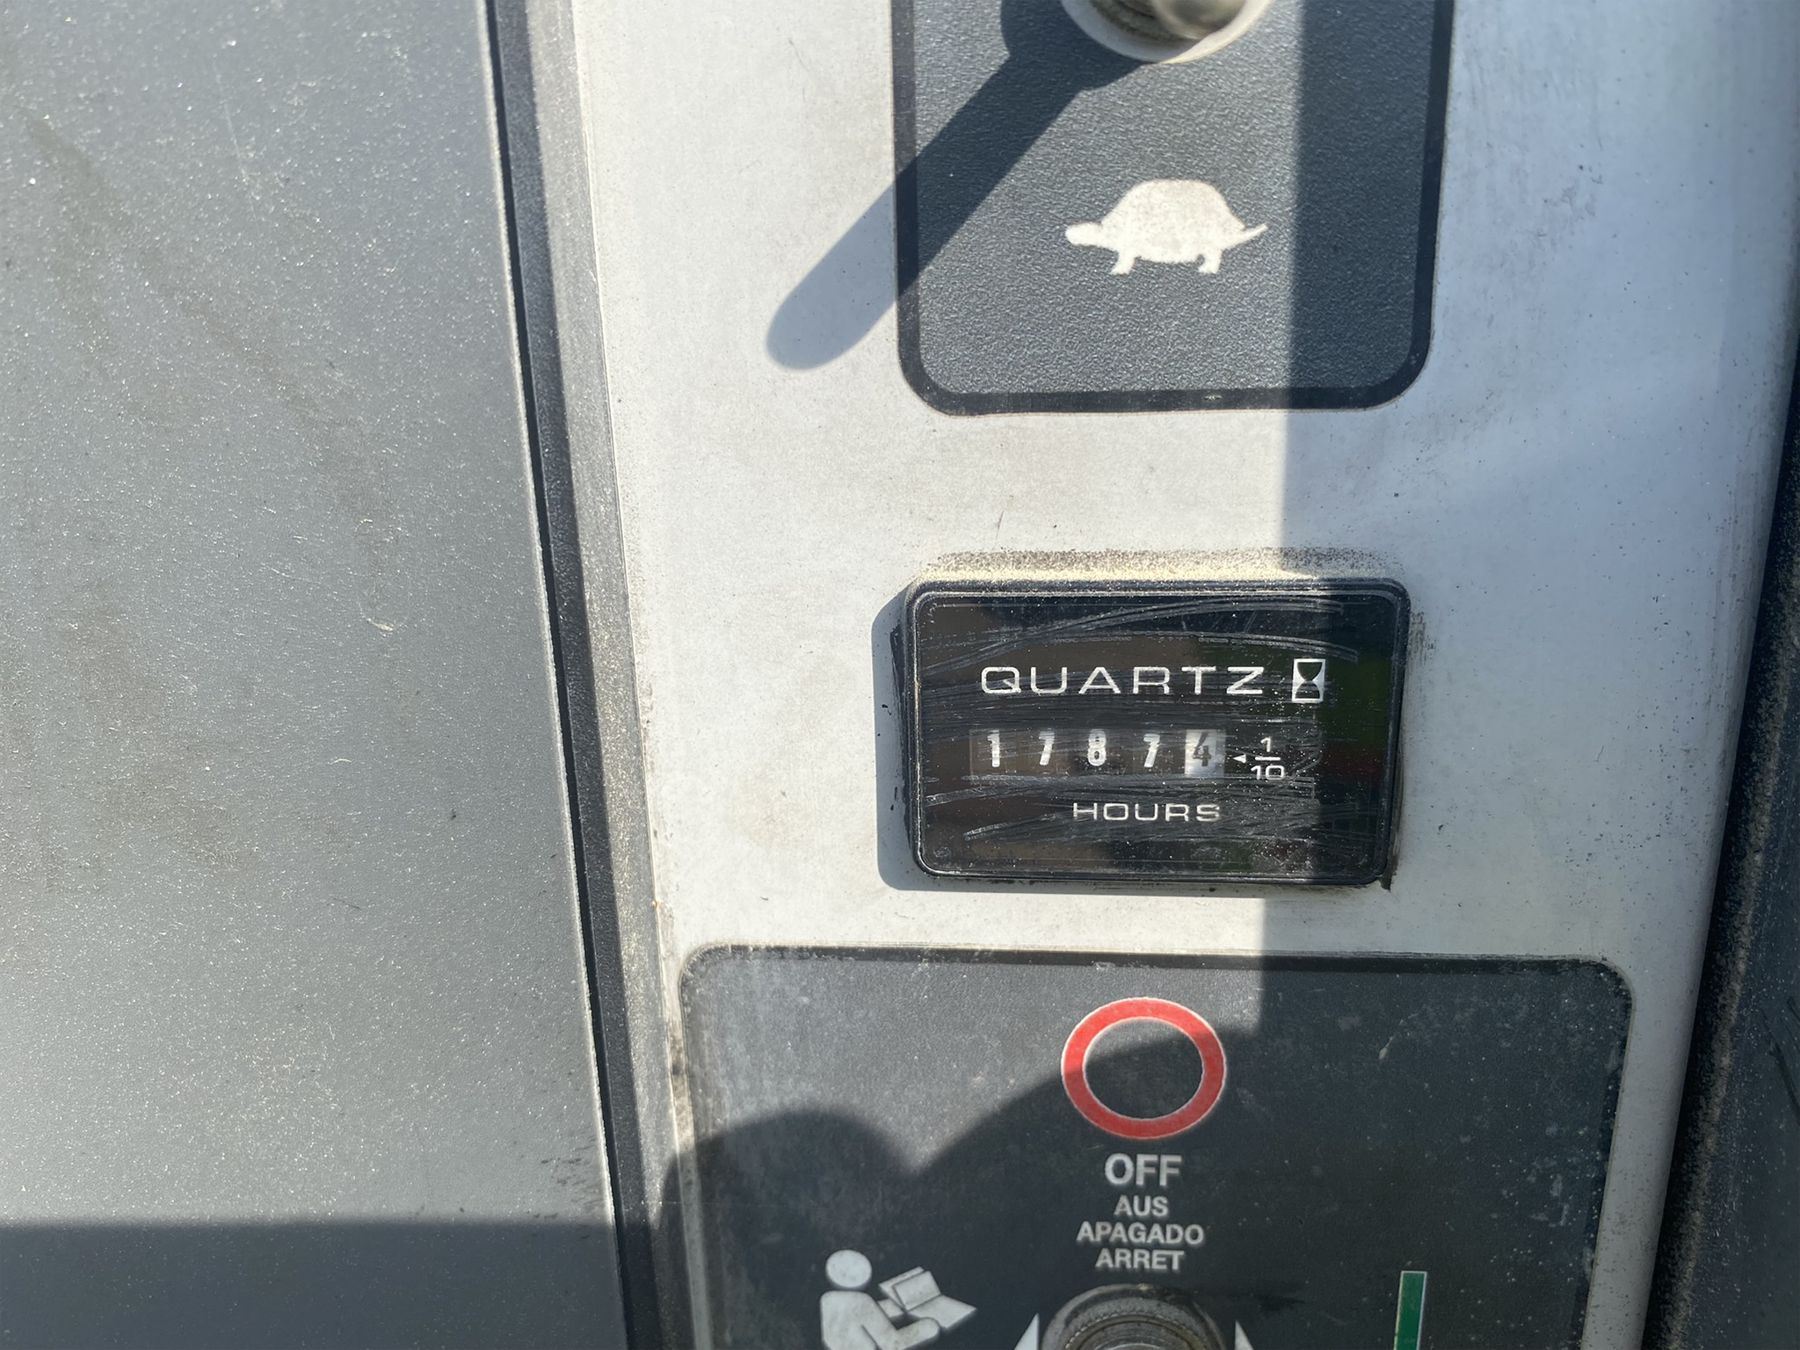 QUARTZ
17874 1/10
HOURS
OFF
AUS
APAGADO
ARRET